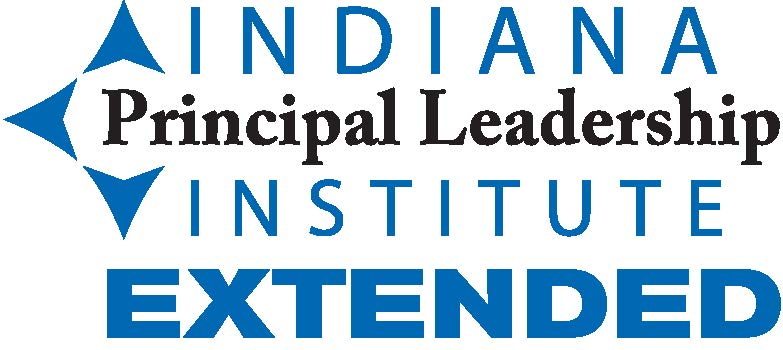 INDIANA
Principal Leadership
INSTITUTE
EXTENDED